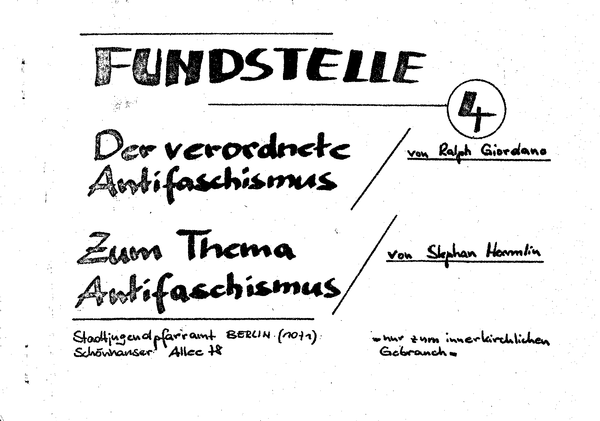 FUNDSTELLE
4
Der verordnete
Antifaschismus
von Ralph Giordano
Zum Thema
Antifaschismus
von Stephan Hermlin
Stadtjugendpfarramt BERLIN (1071)
Schönhauser Allee 78
-nur zum innerkirchlichen
Gebrauch-